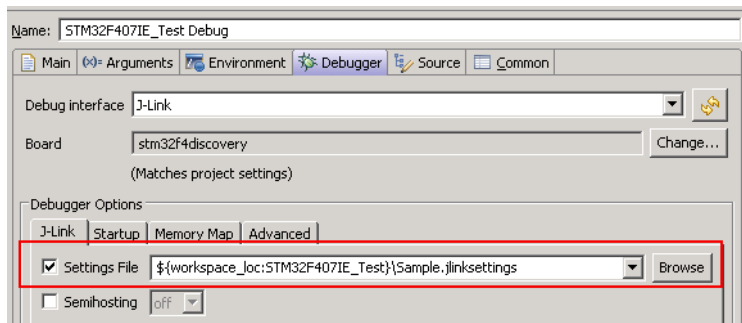 Name: STM32F407IE_Test Debug
Main (x)= Arguments Environment Debugger Source Common
Debug interface J-Link
Board stm32f4discovery Change...
(Matches project settings)
Debugger Options
J-Link Startup Memory Map Advanced
Settings File ${workspace_loc:STM32F407IE_Test}\Sample.jlinksettings Browse
Semihosting off